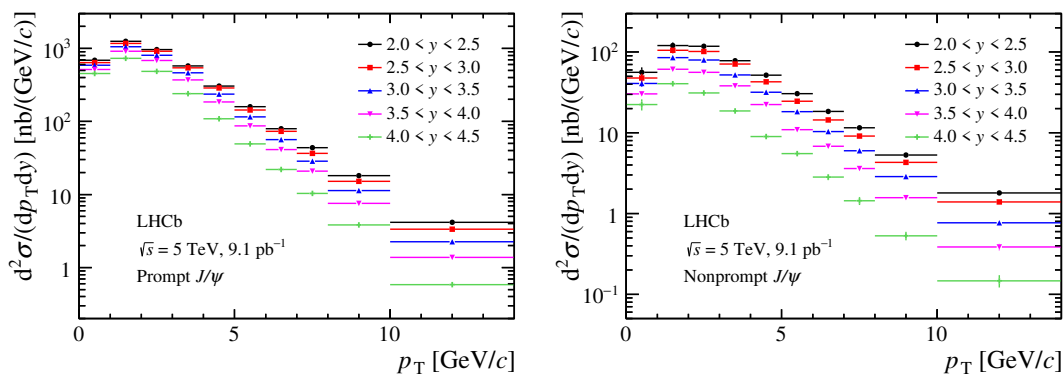 d²σ/(dp_T dy) [nb/(GeV/c)]
10³
10²
10
1
2.0 < y < 2.5
2.5 < y < 3.0
3.0 < y < 3.5
3.5 < y < 4.0
4.0 < y < 4.5
LHCb
√s = 5 TeV, 9.1 pb⁻¹
Prompt J/ψ
0 5 10
p_T [GeV/c]
d²σ/(dp_T dy) [nb/(GeV/c)]
10²
10
1
10⁻¹
2.0 < y < 2.5
2.5 < y < 3.0
3.0 < y < 3.5
3.5 < y < 4.0
4.0 < y < 4.5
LHCb
√s = 5 TeV, 9.1 pb⁻¹
Nonprompt J/ψ
0 5 10
p_T [GeV/c]